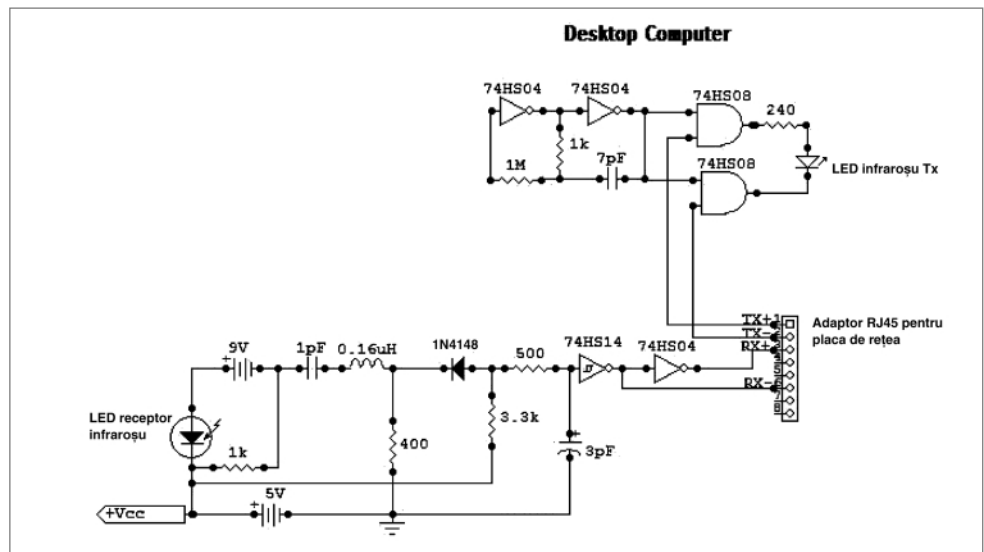 Desktop Computer
74HS04
74HS04
74HS08
240
1k
7pF
1M
74HS08
LED infraroșu Tx
TX+1
TX-
RX+
RX-
8
Adaptor RJ45 pentru
placa de rețea
9V
1pF
0.16uH
1N4148
500
74HS14
74HS04
LED receptor
infraroșu
1k
400
3.3k
3pF
5V
+Vcc